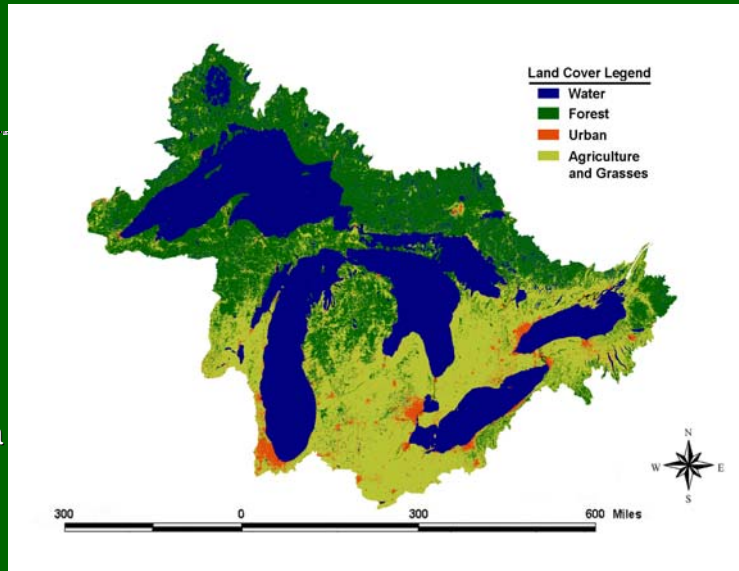 Land Cover Legend
Water
Forest
Urban
Agriculture
and Grasses
N
W E
S
300 0 300 600 Miles